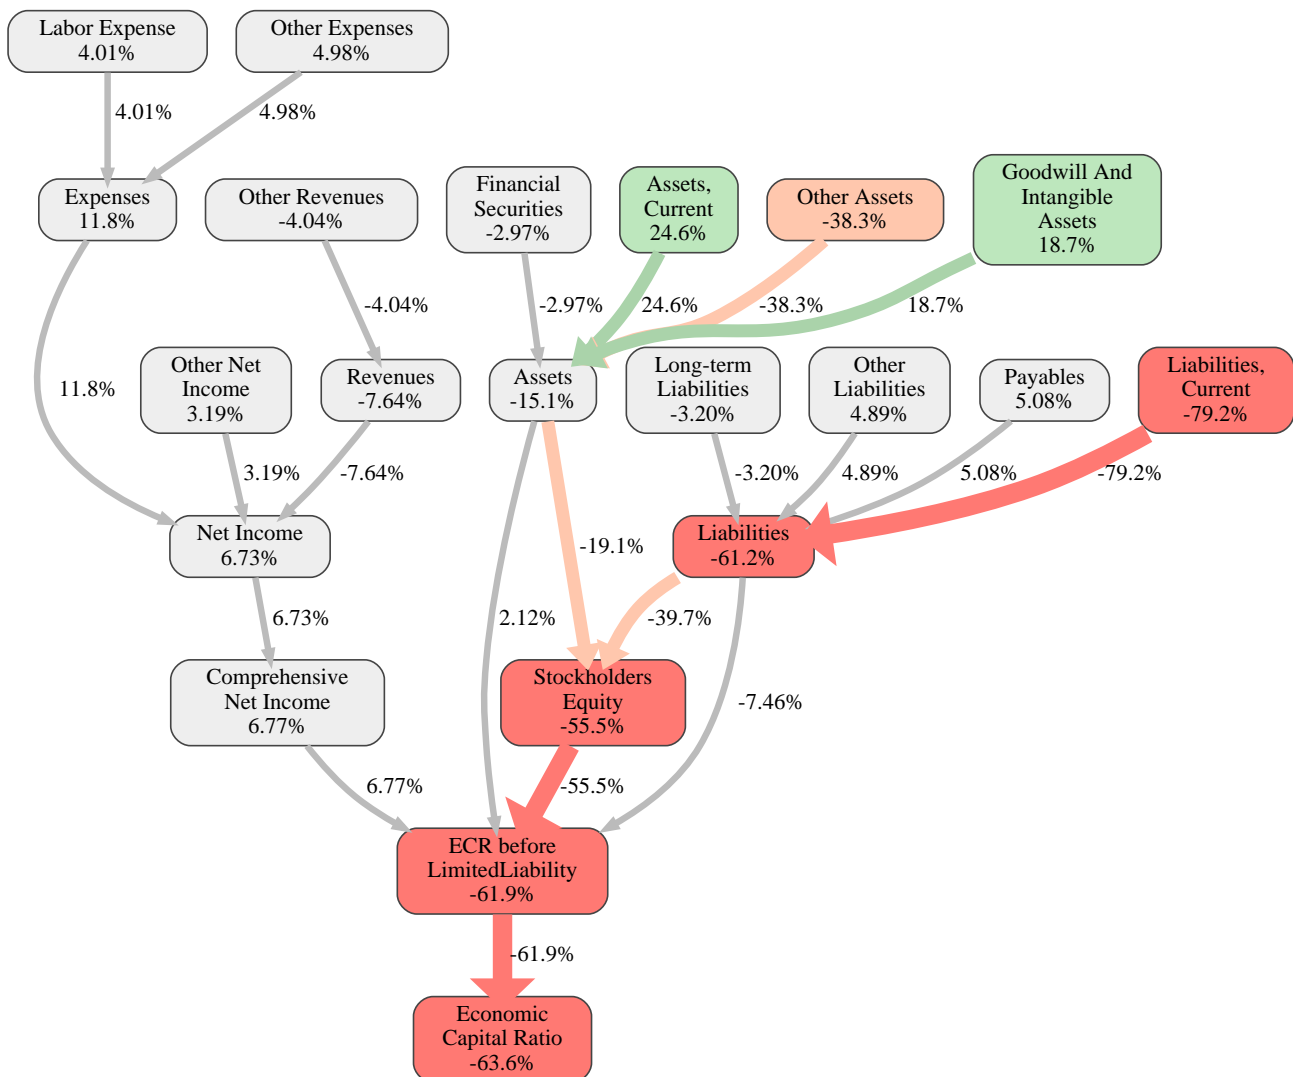 Labor Expense
4.01%
Other Expenses
4.98%
4.01%
4.98%
Expenses
11.8%
Other Revenues
-4.04%
Financial
Securities
-2.97%
Assets,
Current
24.6%
Other Assets
-38.3%
Goodwill And
Intangible
Assets
18.7%
-4.04%
-2.97%
24.6%
-38.3%
18.7%
11.8%
Other Net
Income
3.19%
Revenues
-7.64%
Assets
-15.1%
Long-term
Liabilities
-3.20%
Other
Liabilities
4.89%
Payables
5.08%
Liabilities,
Current
-79.2%
3.19%
-7.64%
-3.20%
4.89%
5.08%
-79.2%
Net Income
6.73%
-19.1%
Liabilities
-61.2%
6.73%
2.12%
-39.7%
Comprehensive
Net Income
6.77%
Stockholders
Equity
-55.5%
-7.46%
6.77%
-55.5%
ECR before
LimitedLiability
-61.9%
-61.9%
Economic
Capital Ratio
-63.6%